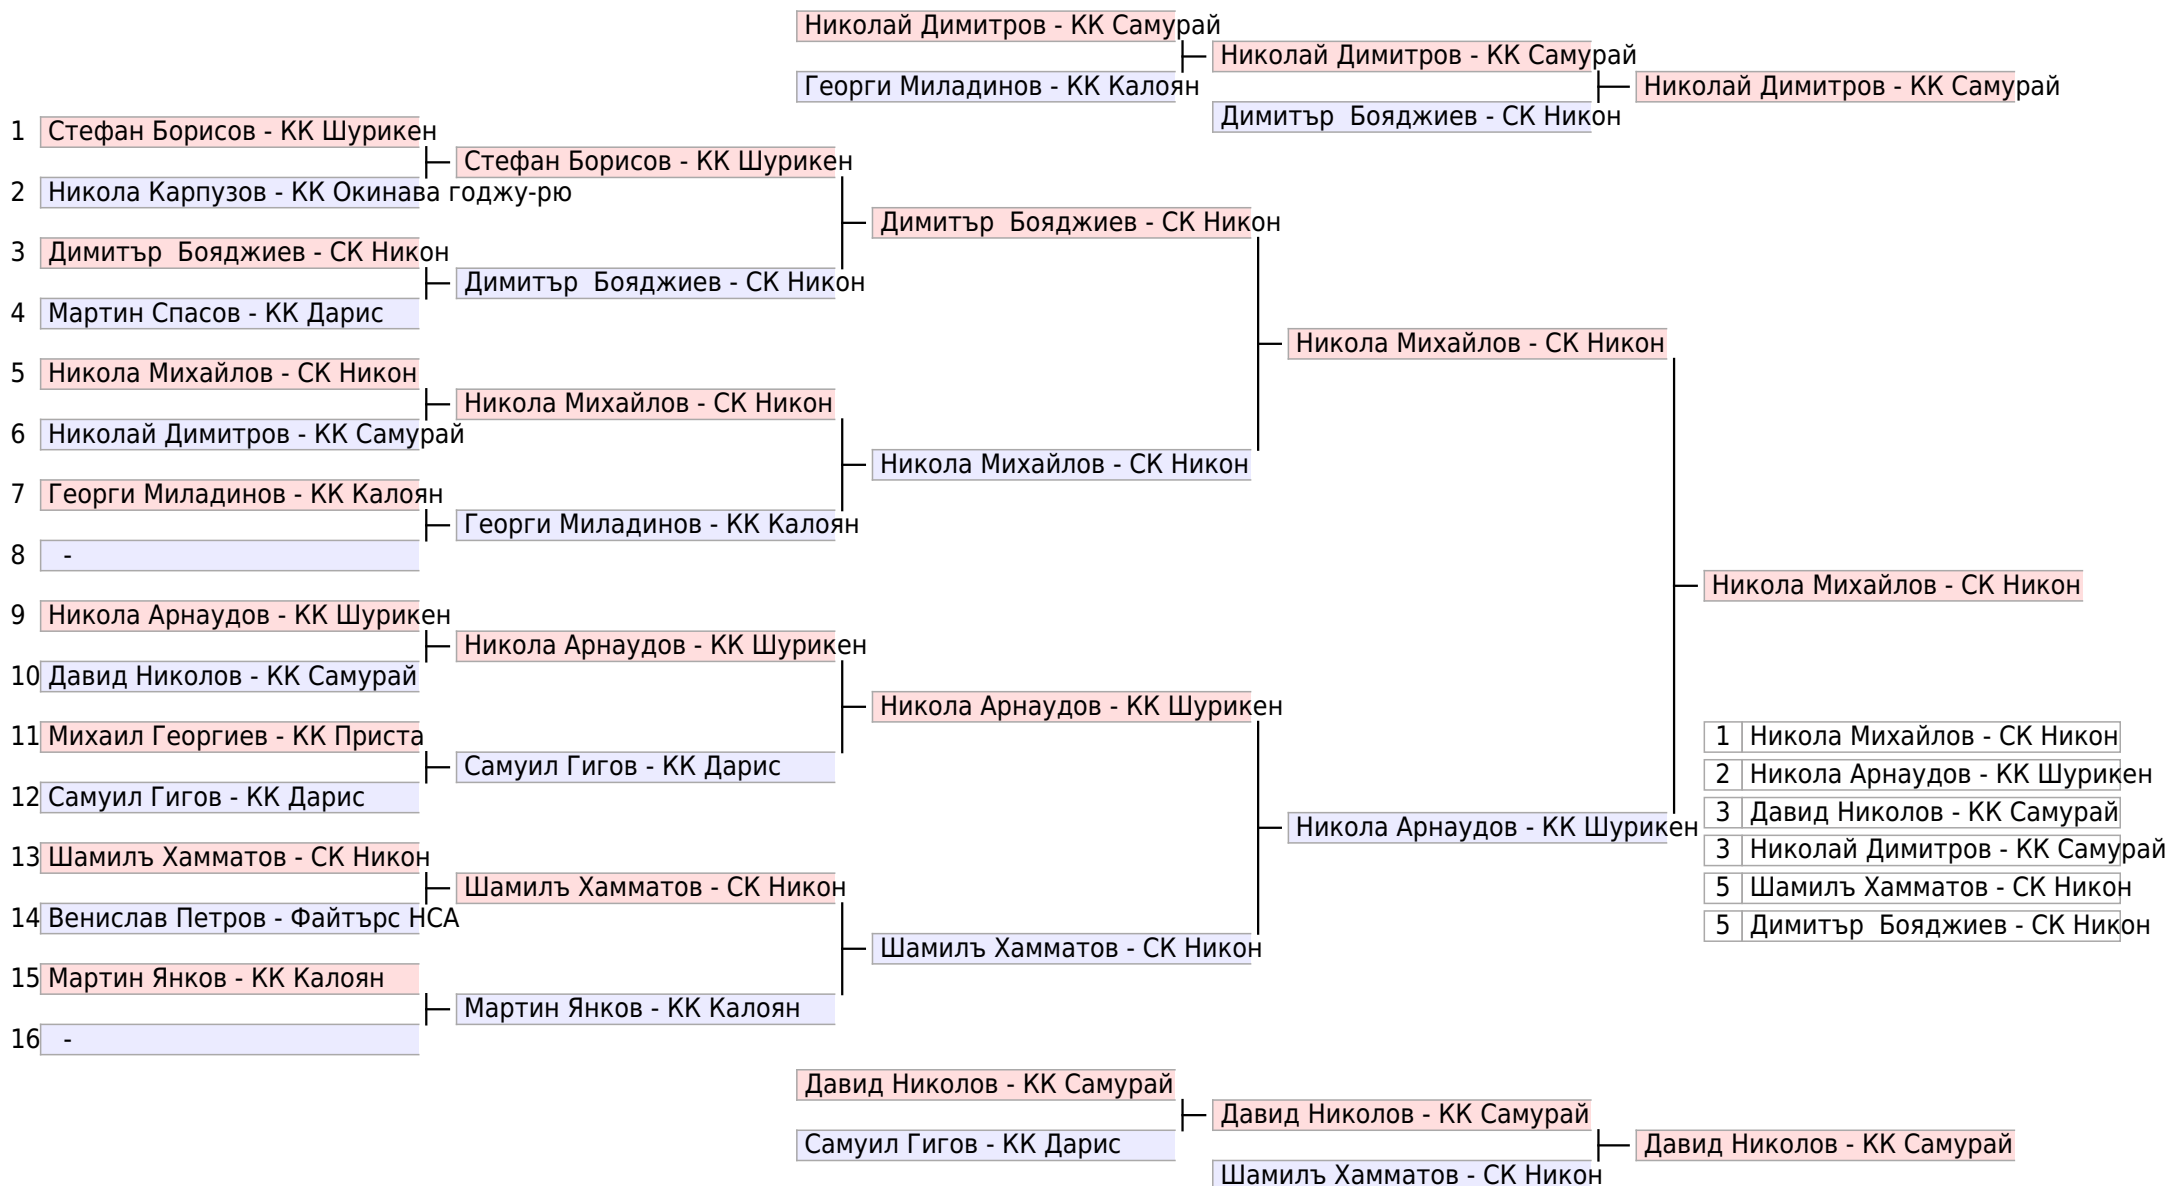 Николай Димитров - КК Самурай
Николай Димитров - КК Самурай
Георги Миладинов - КК Калоян
Николай Димитров - КК Самурай
Димитър  Бояджиев - СК Никон
1 Стефан Борисов - КК Шурикен
Стефан Борисов - КК Шурикен
2 Никола Карпузов - КК Окинава годжу-рю
Димитър  Бояджиев - СК Никон
3 Димитър  Бояджиев - СК Никон
Димитър  Бояджиев - СК Никон
4 Мартин Спасов - КК Дарис
Никола Михайлов - СК Никон
5 Никола Михайлов - СК Никон
Никола Михайлов - СК Никон
6 Николай Димитров - КК Самурай
Никола Михайлов - СК Никон
7 Георги Миладинов - КК Калоян
Георги Миладинов - КК Калоян
8 -
Никола Михайлов - СК Никон
9 Никола Арнаудов - КК Шурикен
Никола Арнаудов - КК Шурикен
10 Давид Николов - КК Самурай
Никола Арнаудов - КК Шурикен
11 Михаил Георгиев - КК Приста
1 Никола Михайлов - СК Никон
Самуил Гигов - КК Дарис
2 Никола Арнаудов - КК Шурикен
12 Самуил Гигов - КК Дарис
3 Давид Николов - КК Самурай
Никола Арнаудов - КК Шурикен
3 Николай Димитров - КК Самурай
13 Шамилъ Хамматов - СК Никон
Шамилъ Хамматов - СК Никон
5 Шамилъ Хамматов - СК Никон
14 Венислав Петров - Файтърс НСА
5 Димитър  Бояджиев - СК Никон
Шамилъ Хамматов - СК Никон
15 Мартин Янков - КК Калоян
Мартин Янков - КК Калоян
16 -
Давид Николов - КК Самурай
Давид Николов - КК Самурай
Самуил Гигов - КК Дарис
Давид Николов - КК Самурай
Шамилъ Хамматов - СК Никон